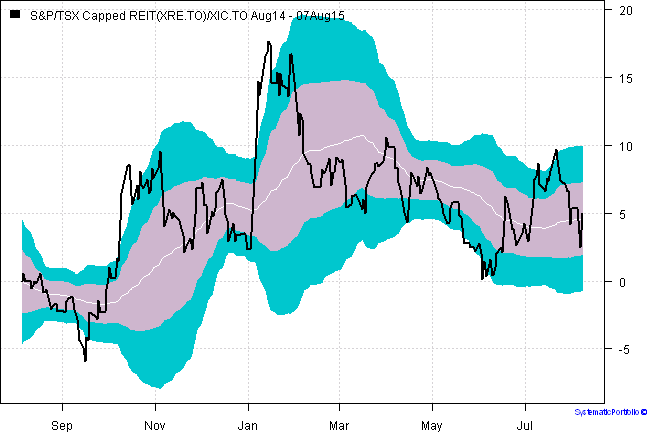 S&P/TSX Capped REIT(XRE.TO)/XIC.TO Aug14 - 07Aug15
20
15
10
5
0
-5
Sep Nov Jan Mar May Jul
SystematicPortfolio ©